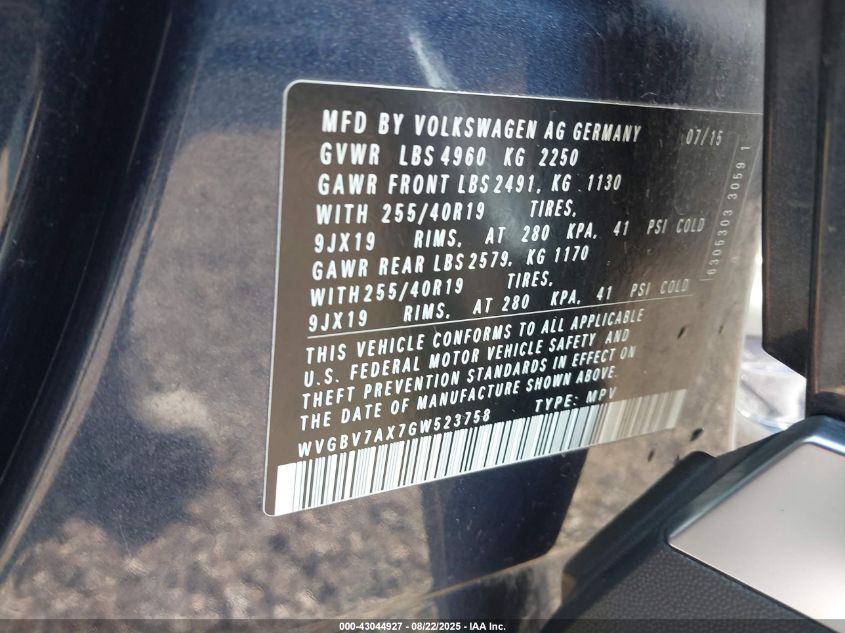 MFD BY VOLKSWAGEN AG GERMANY 07/15
GVWR LBS 4960 KG 2250
GAWR FRONT LBS 2491, KG 1130
WITH 255/40R19 TIRES,
9JX19 RIMS, AT 280 KPA, 41 PSI COLD
GAWR REAR LBS 2579, KG 1170
WITH 255/40R19 TIRES,
9JX19 RIMS, AT 280 KPA, 41 PSI COLD
THIS VEHICLE CONFORMS TO ALL APPLICABLE
U.S. FEDERAL MOTOR VEHICLE SAFETY AND
THEFT PREVENTION STANDARDS IN EFFECT ON
THE DATE OF MANUFACTURE SHOWN ABOVE.
WVGBV7AX7GW523758 TYPE: MPV
6305303 30591
000-43044927 - 08/22/2025 - IAA Inc.